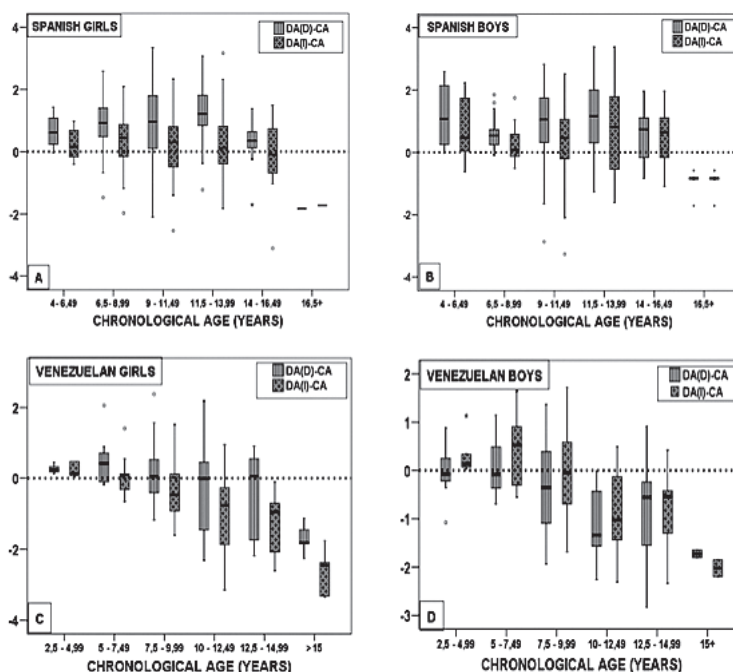 SPANISH GIRLS
DA(D)-CA
DA(I)-CA
4
2
0
-2
-4
A
4 - 6,49 6,5 - 8,99 9 - 11,49 11,5 - 13,99 14 - 16,49 16,5+
CHRONOLOGICAL AGE (YEARS)
SPANISH BOYS
DA(D)-CA
DA(I)-CA
4
2
0
-2
-4
B
4 - 6,49 6,5 - 8,99 9 - 11,49 11,5 - 13,99 14 - 16,49 16,5+
CHRONOLOGICAL AGE (YEARS)
VENEZUELAN GIRLS
DA(D)-CA
DA(I)-CA
2
0
-2
-4
C
2,5 - 4,99 5 - 7,49 7,5 - 9,99 10 - 12,49 12,5 - 14,99 >15
CHRONOLOGICAL AGE (YEARS)
VENEZUELAN BOYS
DA(D)-CA
DA(I)-CA
2
1
0
-1
-2
-3
D
2,5 - 4,99 5 - 7,49 7,5 - 9,99 10- 12,49 12,5 - 14,99 15+
CHRONOLOGICAL AGE (YEARS)